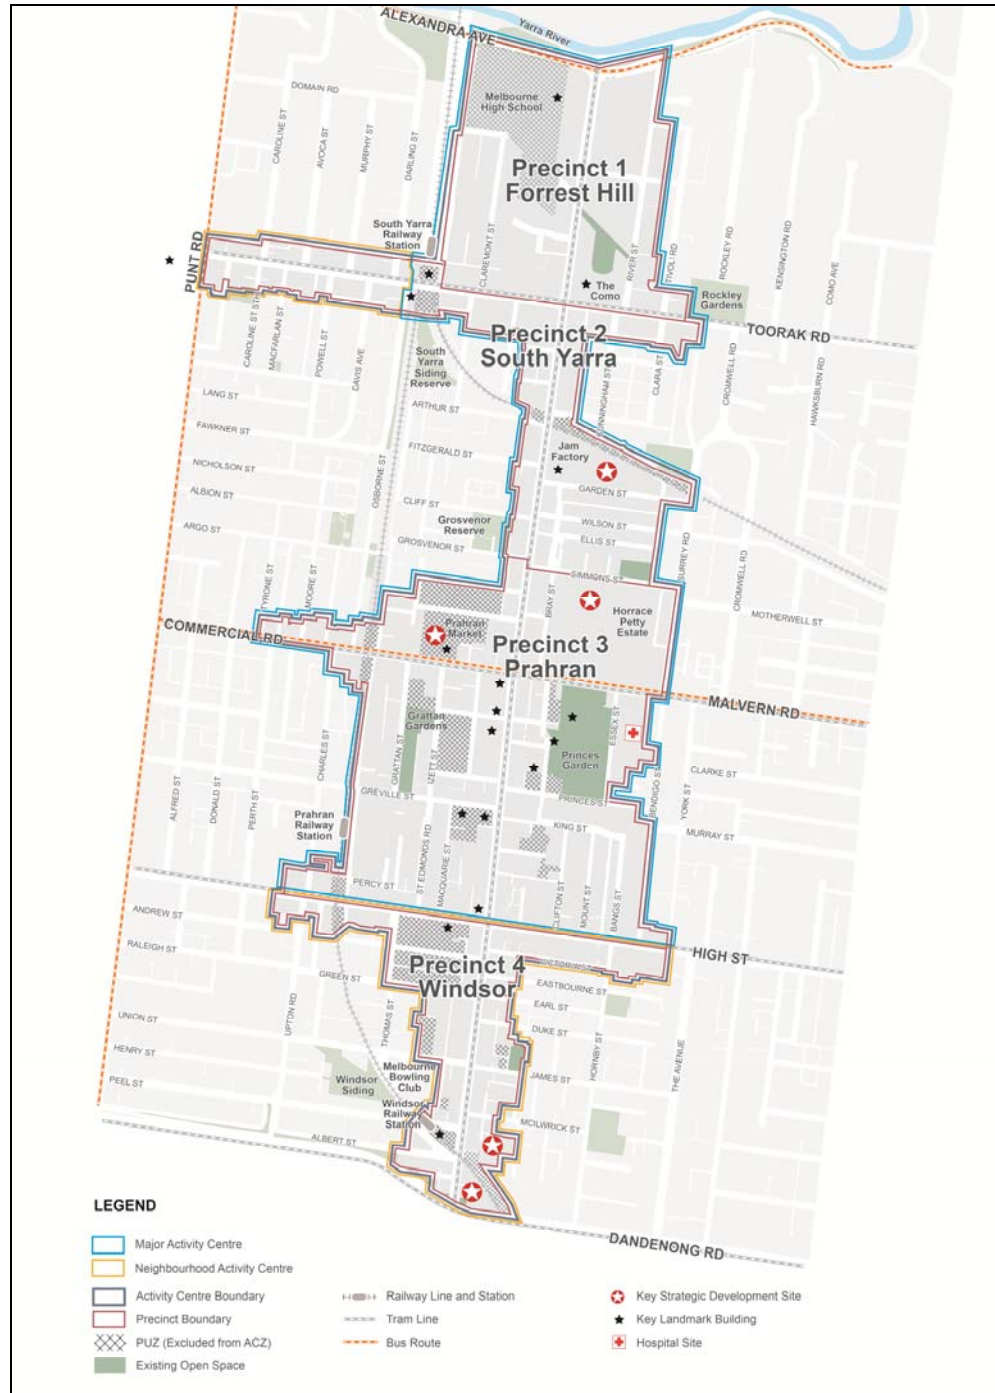 ALEXANDRA AVE
Yarra River
DOMAIN RD
Melbourne
High School
CAROLINE ST
AVOCA ST
MURPHY ST
DARLING ST
Precinct 1
Forrest Hill
South Yarra
Railway
Station
PUNT RD
CLAREMONT ST
RIVER ST
TIVOLI RD
ROCKLEY RD
KENSINGTON RD
COMO AVE
The
Como
Rockley
Gardens
TOORAK RD
CAROLINE ST STH
MACFARLAN ST
POWELL ST
DAVIS AVE
Precinct 2
South Yarra
South
Yarra
Siding
Reserve
CLARA ST
CROMWELL RD
HAWKSBURN RD
LANG ST
ARTHUR ST
FAWKNER ST
FITZGERALD ST
Jam
Factory
NICHOLSON ST
OSBORNE ST
GARDEN ST
ALBION ST
CLIFF ST
Grosvenor
Reserve
WILSON ST
ARGO ST
GROSVENOR ST
ELLIS ST
SURREY RD
CROMWELL RD
TYRONE ST
MOORE ST
SIMMONS ST
BRAY ST
Horrace
Petty
Estate
MOTHERWELL ST
COMMERCIAL RD
Prahran
Market
Precinct 3
Prahran
MALVERN RD
Grattan
Gardens
ESSEX ST
CHARLES ST
GRATTAN ST
IZETT ST
Princes
Garden
CLARKE ST
BENDIGO ST
YORK ST
ALFRED ST
DONALD ST
PERTH ST
GREVILLE ST
PRINCES ST
MURRAY ST
Prahran
Railway
Station
KING ST
ST EDMONDS RD
MACQUARIE ST
PERCY ST
CLIFTON ST
MOUNT ST
BANGS ST
ANDREW ST
HIGH ST
RALEIGH ST
Precinct 4
Windsor
VICTORIA ST
GREEN ST
EASTBOURNE ST
UPTON RD
THOMAS ST
EARL ST
UNION ST
DUKE ST
HORNBY ST
THE AVENUE
HENRY ST
Melbourne
Bowling
Club
JAMES ST
PEEL ST
Windsor
Siding
Windsor
Railway
Station
MCILWRICK ST
ALBERT ST
DANDENONG RD
LEGEND
Major Activity Centre
Neighbourhood Activity Centre
Activity Centre Boundary
Railway Line and Station
Key Strategic Development Site
Precinct Boundary
Tram Line
Key Landmark Building
PUZ (Excluded from ACZ)
Bus Route
Hospital Site
Existing Open Space